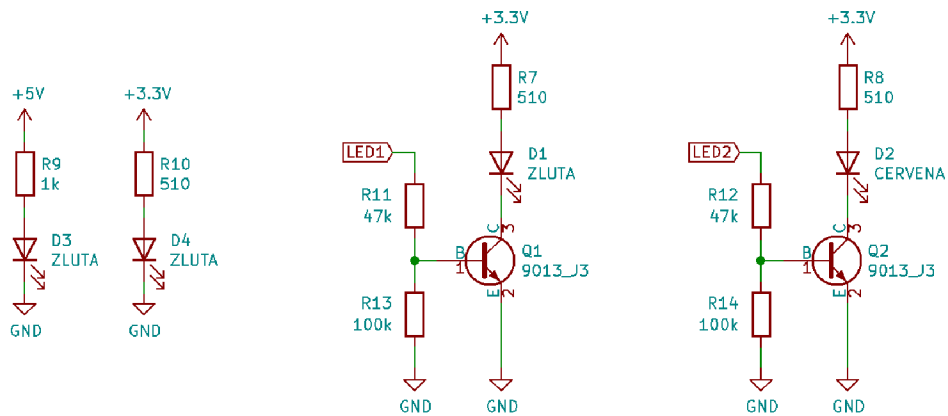 +5V
R9
1k
D3
ZLUTA
GND
+3.3V
R10
510
D4
ZLUTA
GND
+3.3V
R7
510
D1
ZLUTA
LED1
R11
47k
B
1
C
3
Q1
9013_J3
E
2
R13
100k
GND
GND
+3.3V
R8
510
D2
CERVENA
LED2
R12
47k
B
1
C
3
Q2
9013_J3
E
2
R14
100k
GND
GND